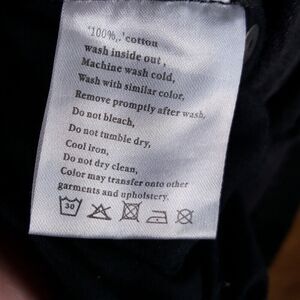 '100%,.'cotton
wash inside out ,
Machine wash cold,
Wash with similar color,
Remove promptly after wash,
Do not bleach,
Do not tumble dry,
Cool iron,
Do not dry clean,
Color may transfer onto other
garments and upholstery.
30